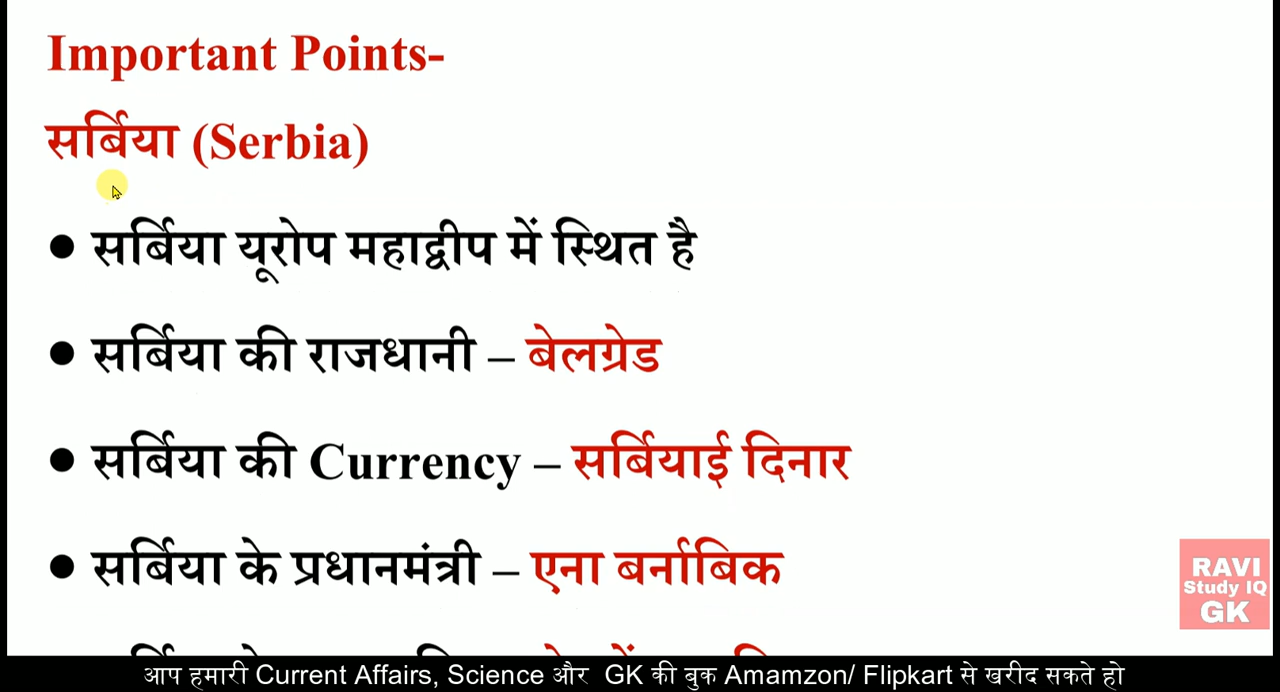 Important Points-
सर्बिया (Serbia)
● सर्बिया यूरोप महाद्वीप में स्थित है
● सर्बिया की राजधानी – बेलग्रेड
● सर्बिया की Currency – सर्बियाई दिनार
● सर्बिया के प्रधानमंत्री – एना बर्नाबिक
RAVI
Study IQ
GK
आप हमारी Current Affairs, Science और GK की बुक Amamzon/ Flipkart से खरीद सकते हो